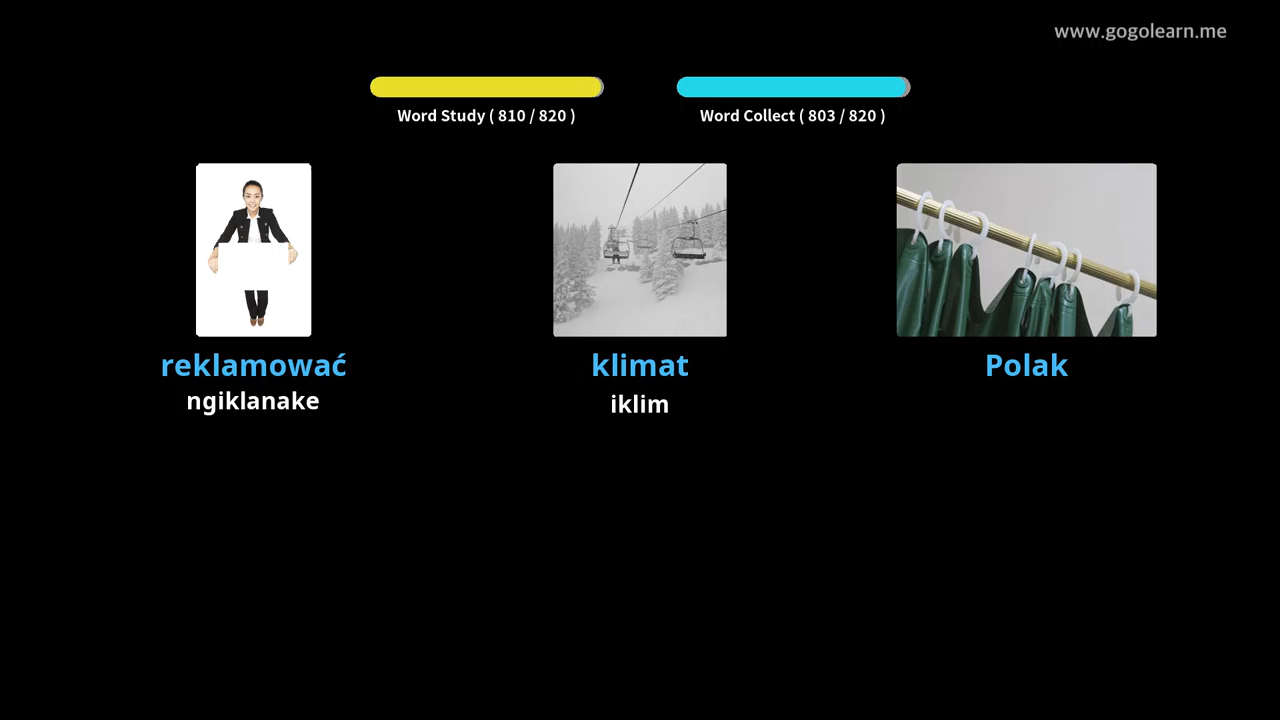 www.gogolearn.me
Word Study ( 810 / 820 )
Word Collect ( 803 / 820 )
reklamować
ngiklanake
klimat
iklim
Polak